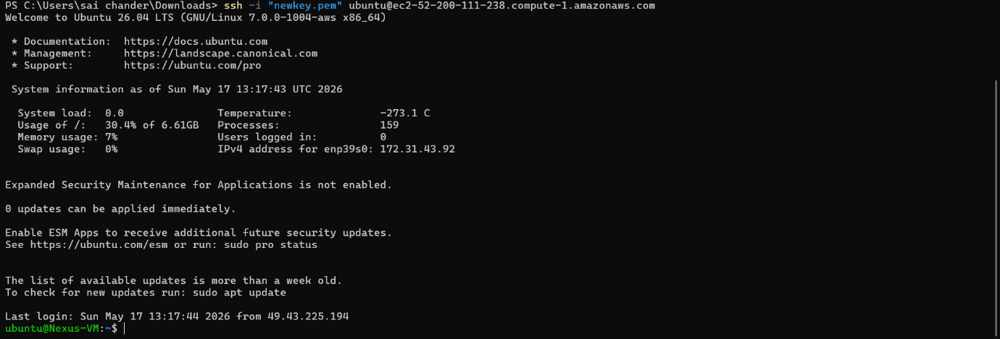 PS C:\Users\sai chander\Downloads> ssh -i "newkey.pem" ubuntu@ec2-52-200-111-238.compute-1.amazonaws.com
Welcome to Ubuntu 26.04 LTS (GNU/Linux 7.0.0-1004-aws x86_64)
* Documentation:  https://docs.ubuntu.com
* Management:     https://landscape.canonical.com
* Support:        https://ubuntu.com/pro
System information as of Sun May 17 13:17:43 UTC 2026
System load:  0.0               Temperature:              -273.1 C
Usage of /:   30.4% of 6.61GB   Processes:                159
Memory usage: 7%                Users logged in:          0
Swap usage:   0%                IPv4 address for enp39s0: 172.31.43.92
Expanded Security Maintenance for Applications is not enabled.
0 updates can be applied immediately.
Enable ESM Apps to receive additional future security updates.
See https://ubuntu.com/esm or run: sudo pro status
The list of available updates is more than a week old.
To check for new updates run: sudo apt update
Last login: Sun May 17 13:17:44 2026 from 49.43.225.194
ubuntu@Nexus-VM:~$